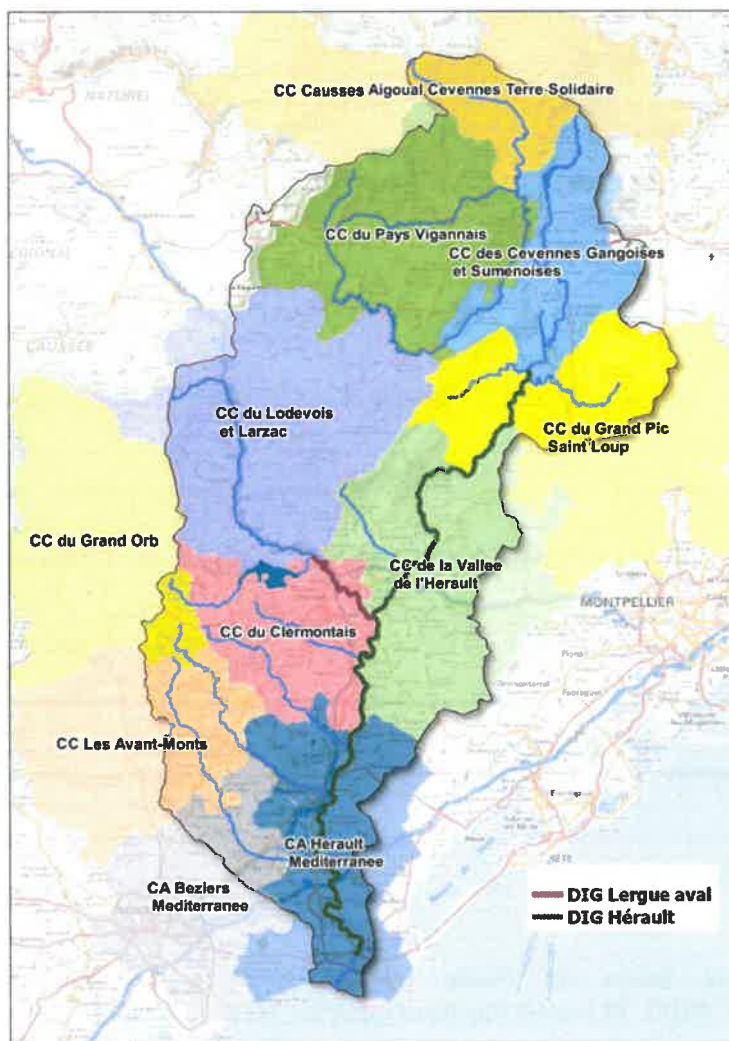 CC Causses Aigoual Cevennes Terre Solidaire
CC du Pays Vigannais
CC des Cevennes Gangoises
et Sumenoises
CC du Lodevois
et Larzac
CC du Grand Pic
Saint Loup
CC du Grand Orb
CC de la Vallee
de l'Herault
MONTPELLIER
CC du Clermontais
CC Les Avant-Monts
CA Herault
Mediterranee
SETE
CA Beziers
Mediterranee
DIG Lergue aval
DIG Hérault